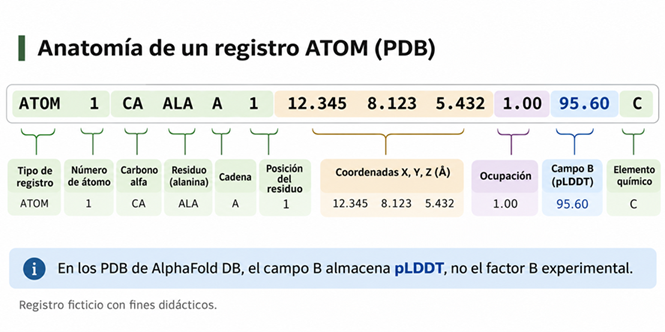 Anatomía de un registro ATOM (PDB)
ATOM 1 CA ALA A 1 12.345 8.123 5.432 1.00 95.60 C
Tipo de registro
ATOM
Número de átomo
1
Carbono alfa
CA
Residuo (alanina)
ALA
Cadena
A
Posición del residuo
1
Coordenadas X, Y, Z (Å)
12.345 8.123 5.432
Ocupación
1.00
Campo B (pLDDT)
95.60
Elemento químico
C
i En los PDB de AlphaFold DB, el campo B almacena pLDDT, no el factor B experimental.
Registro ficticio con fines didácticos.